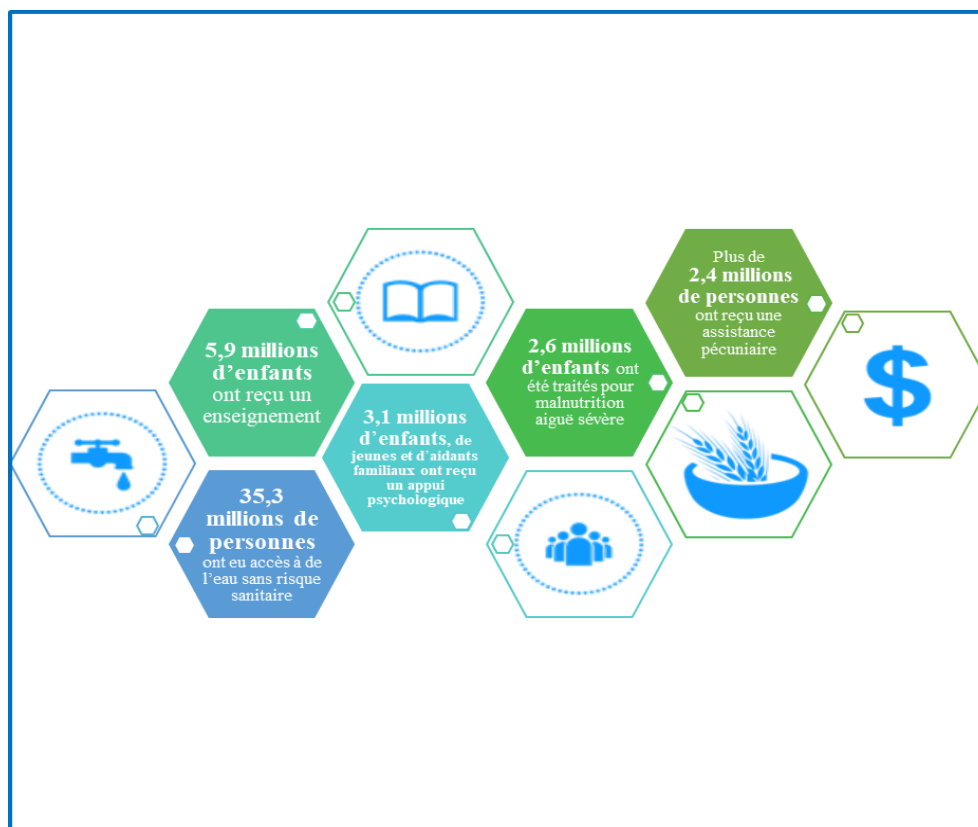 5,9 millions
d'enfants
ont reçu un
enseignement
35,3
millions de
personnes
ont eu accès à de
l'eau sans risque
sanitaire
3,1 millions
d'enfants, de
jeunes et d'aidants
familiaux ont reçu
un appui
psychologique
2,6 millions
d'enfants ont
été traités pour
malnutrition
aiguë sévère
Plus de
2,4 millions
de personnes
ont reçu une
assistance
pécuniaire
$